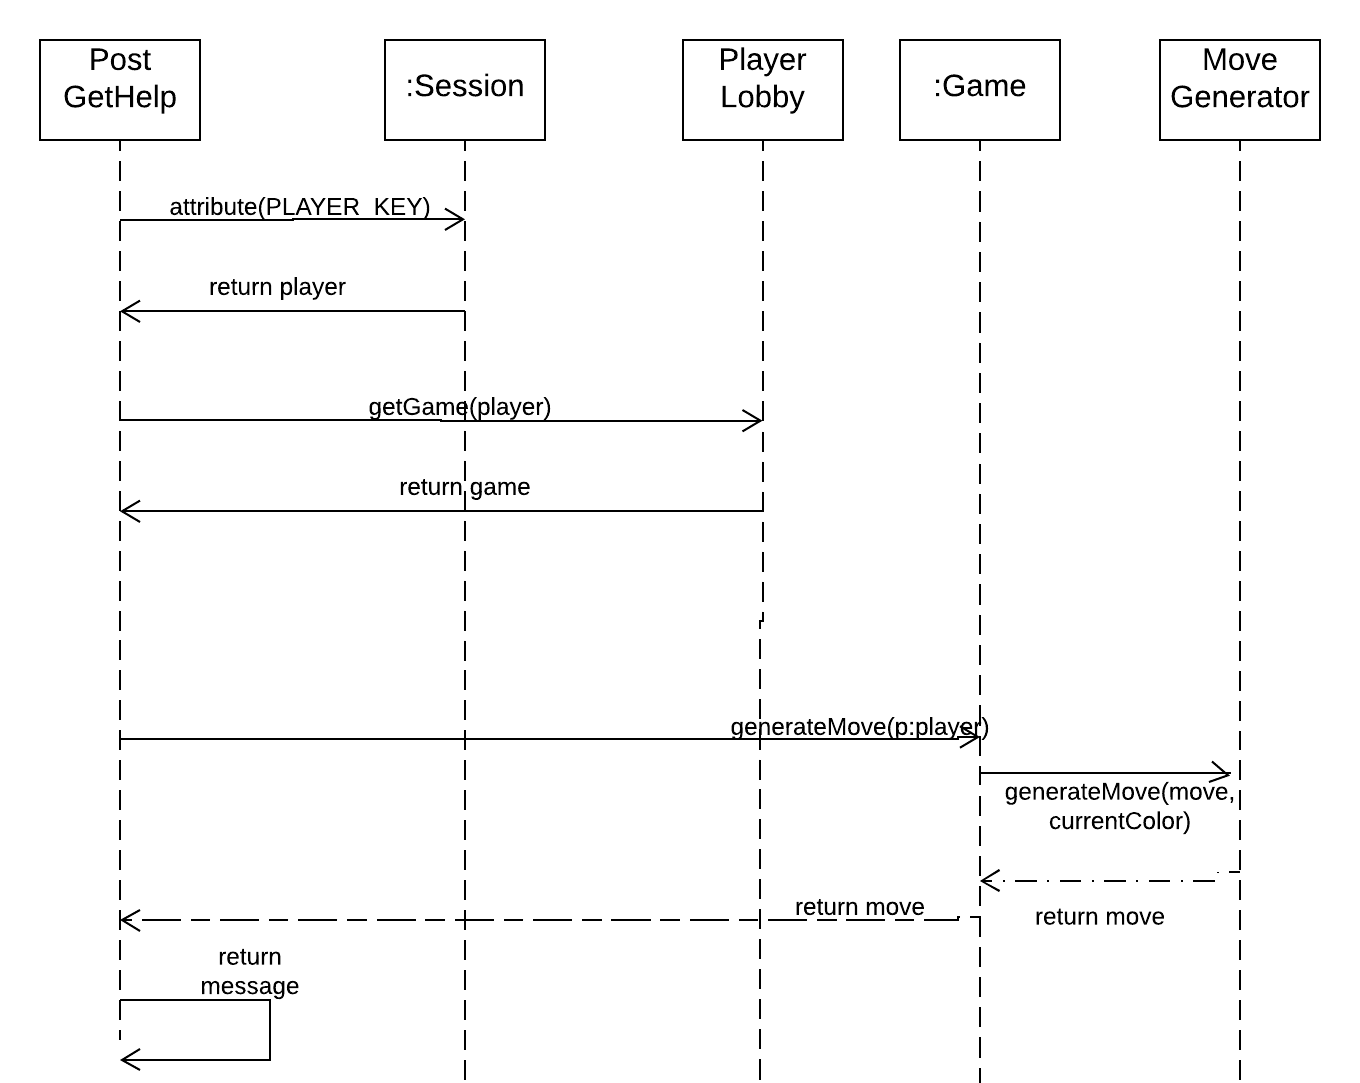 Post
GetHelp
:Session
Player
Lobby
:Game
Move
Generator
attribute(PLAYER_KEY)
return player
getGame(player)
return game
generateMove(p:player)
generateMove(move,
currentColor)
return move
return move
return
message